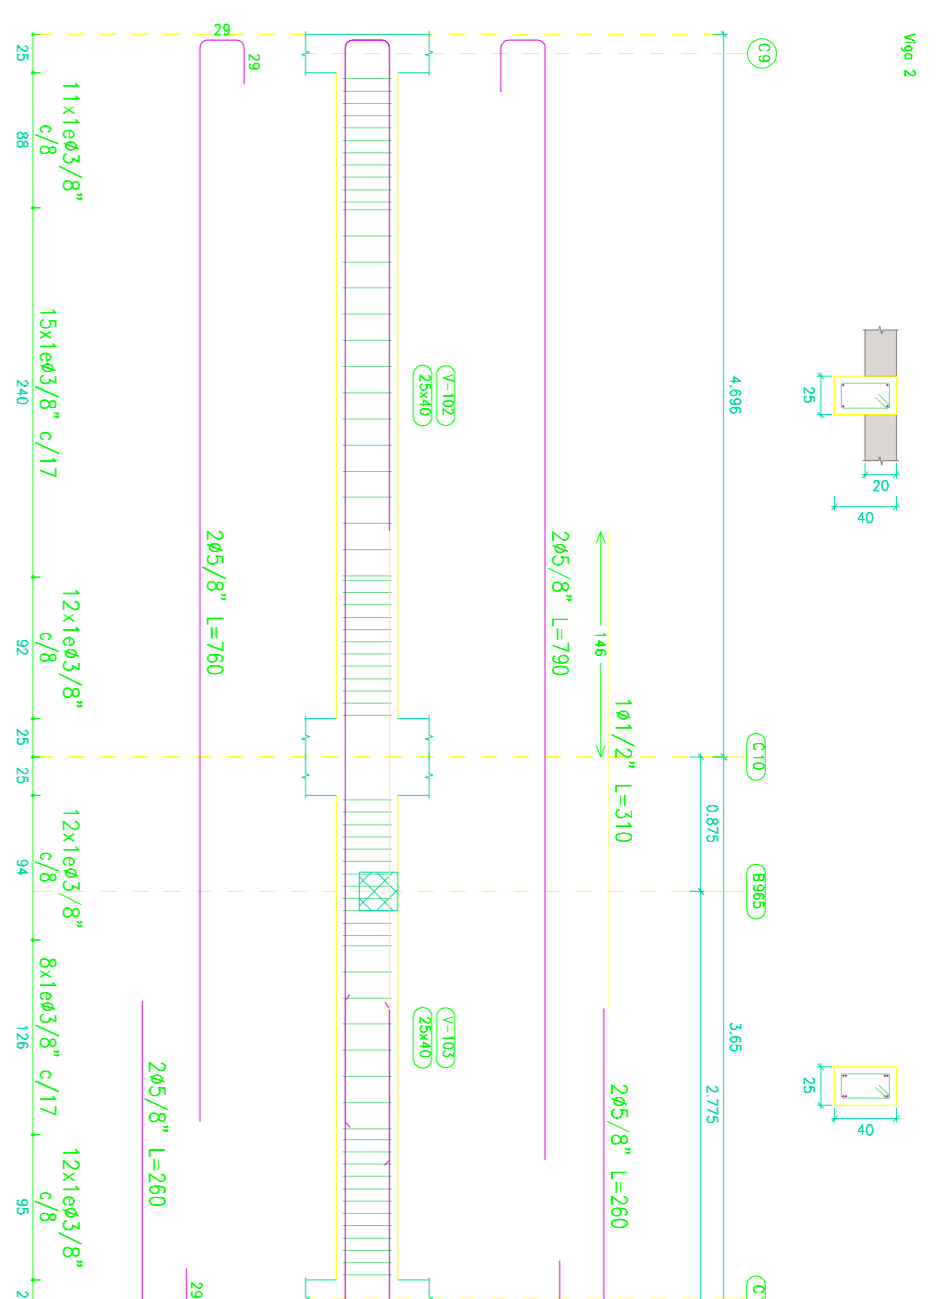 Viga 2
C9
C10
B965
4.696
0.875
3.65
2.775
25
20
40
25
40
146
1ø1/2" L=310
2ø5/8" L=790
2ø5/8" L=260
V-102
25x40
V-103
25x40
29
29
2ø5/8" L=760
2ø5/8" L=260
29
11x1eø3/8"
c/8
15x1eø3/8" c/17
12x1eø3/8"
c/8
12x1eø3/8"
c/8
8x1eø3/8" c/17
12x1eø3/8"
c/8
25
88
240
92
25
25
94
126
95